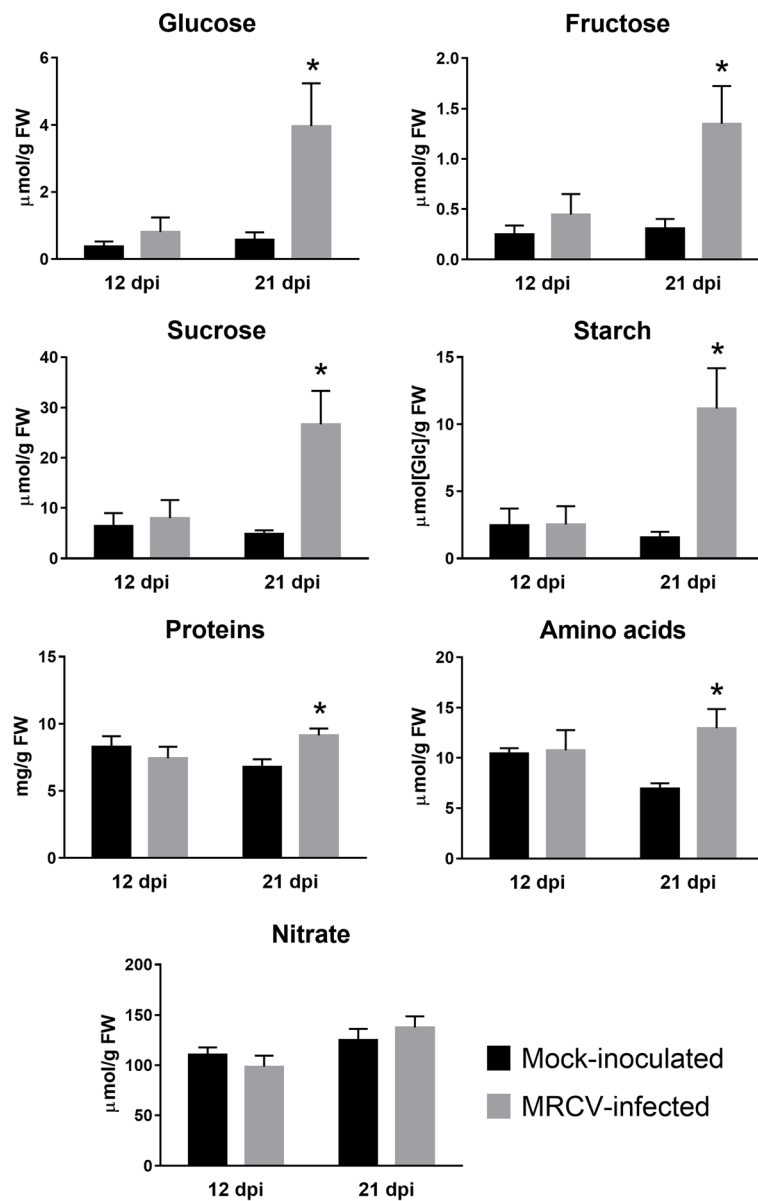 Glucose
6
4
2
0
μmol/g FW
*
12 dpi 21 dpi
Fructose
2.0
1.5
1.0
0.5
0.0
μmol/g FW
*
12 dpi 21 dpi
Sucrose
40
30
20
10
0
μmol/g FW
*
12 dpi 21 dpi
Starch
15
10
5
0
μmol[Glc]/g FW
*
12 dpi 21 dpi
Proteins
15
10
5
0
mg/g FW
*
12 dpi 21 dpi
Amino acids
20
15
10
5
0
μmol/g FW
*
12 dpi 21 dpi
Nitrate
200
150
100
50
0
μmol/g FW
12 dpi 21 dpi
Mock-inoculated
MRCV-infected